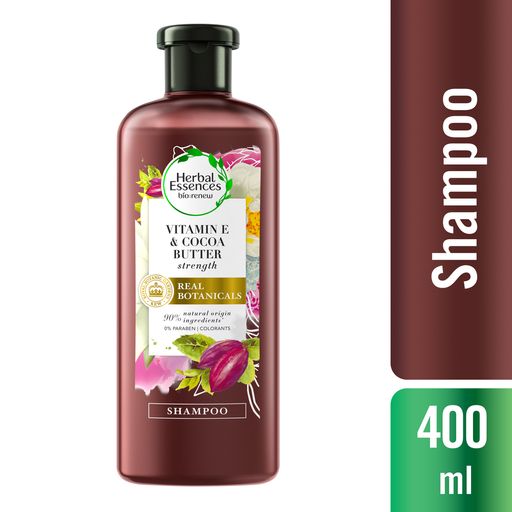 Herbal
Essences
bio:renew
VITAMIN E
& COCOA
BUTTER
strength
REAL
BOTANICALS
90% natural origin
ingredients
0% PARABEN | COLORANTS
SHAMPOO
Shampoo
400
ml